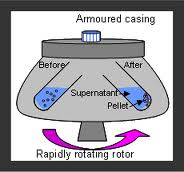 Armoured casing
Before
After
Supernatant
Pellet
Rapidly rotating rotor